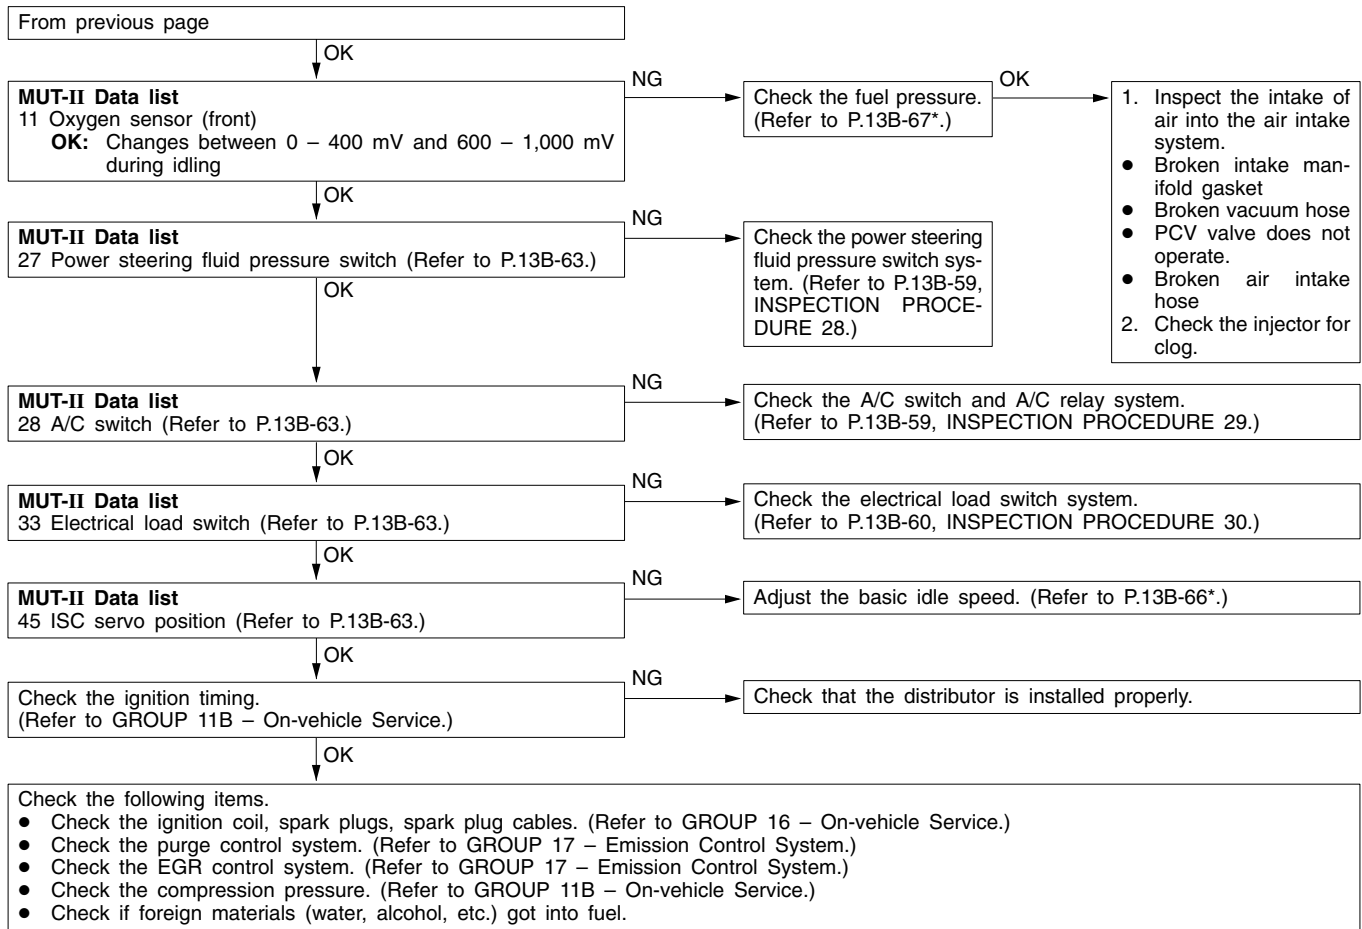 From previous page
OK
MUT-II Data list
11 Oxygen sensor (front)
OK: Changes between 0 – 400 mV and 600 – 1,000 mV
during idling
NG
Check the fuel pressure.
(Refer to P.13B-67*.)
OK
1. Inspect the intake of
air into the air intake
system.
● Broken intake man-
ifold gasket
● Broken vacuum hose
● PCV valve does not
operate.
● Broken air intake
hose
2. Check the injector for
clog.
OK
MUT-II Data list
27 Power steering fluid pressure switch (Refer to P.13B-63.)
NG
Check the power steering
fluid pressure switch sys-
tem. (Refer to P.13B-59,
INSPECTION PROCE-
DURE 28.)
OK
MUT-II Data list
28 A/C switch (Refer to P.13B-63.)
NG
Check the A/C switch and A/C relay system.
(Refer to P.13B-59, INSPECTION PROCEDURE 29.)
OK
MUT-II Data list
33 Electrical load switch (Refer to P.13B-63.)
NG
Check the electrical load switch system.
(Refer to P.13B-60, INSPECTION PROCEDURE 30.)
OK
MUT-II Data list
45 ISC servo position (Refer to P.13B-63.)
NG
Adjust the basic idle speed. (Refer to P.13B-66*.)
OK
Check the ignition timing.
(Refer to GROUP 11B – On-vehicle Service.)
NG
Check that the distributor is installed properly.
OK
Check the following items.
● Check the ignition coil, spark plugs, spark plug cables. (Refer to GROUP 16 – On-vehicle Service.)
● Check the purge control system. (Refer to GROUP 17 – Emission Control System.)
● Check the EGR control system. (Refer to GROUP 17 – Emission Control System.)
● Check the compression pressure. (Refer to GROUP 11B – On-vehicle Service.)
● Check if foreign materials (water, alcohol, etc.) got into fuel.